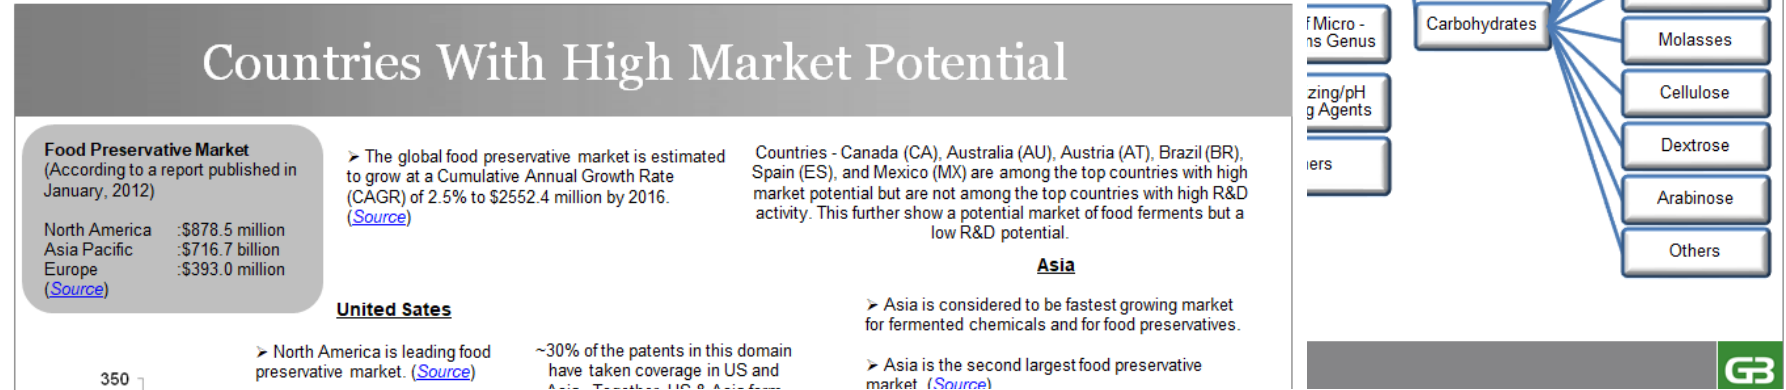 Countries With High Market Potential
Food Preservative Market
(According to a report published in
January, 2012)
North America :$878.5 million
Asia Pacific :$716.7 billion
Europe :$393.0 million
(Source)
➢ The global food preservative market is estimated
to grow at a Cumulative Annual Growth Rate
(CAGR) of 2.5% to $2552.4 million by 2016.
(Source)
Countries - Canada (CA), Australia (AU), Austria (AT), Brazil (BR),
Spain (ES), and Mexico (MX) are among the top countries with high
market potential but are not among the top countries with high R&D
activity. This further show a potential market of food ferments but a
low R&D potential.
United Sates
➢ North America is leading food
preservative market. (Source)
350
~30% of the patents in this domain
have taken coverage in US and
Asia. Together, US & Asia form
Asia
➢ Asia is considered to be fastest growing market
for fermented chemicals and for food preservatives.
➢ Asia is the second largest food preservative
market. (Source)
f Micro -
ns Genus
zing/pH
g Agents
ers
Carbohydrates
Molasses
Cellulose
Dextrose
Arabinose
Others
GB